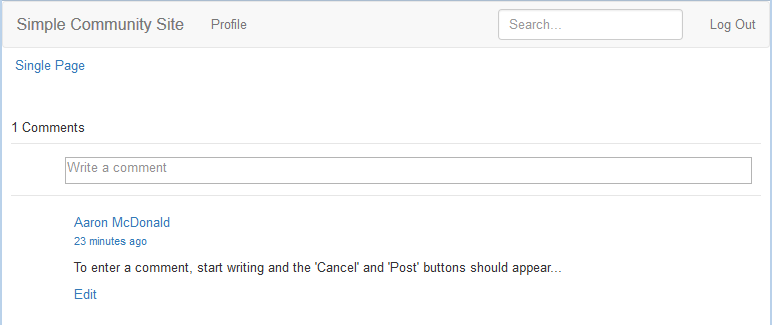 Simple Community Site Profile Search... Log Out
Single Page
1 Comments
Write a comment
Aaron McDonald
23 minutes ago
To enter a comment, start writing and the 'Cancel' and 'Post' buttons should appear...
Edit